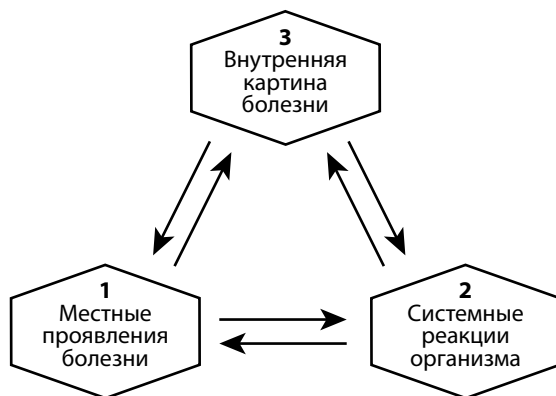 3
Внутренняя
картина
болезни
1
Местные
проявления
болезни
2
Системные
реакции
организма